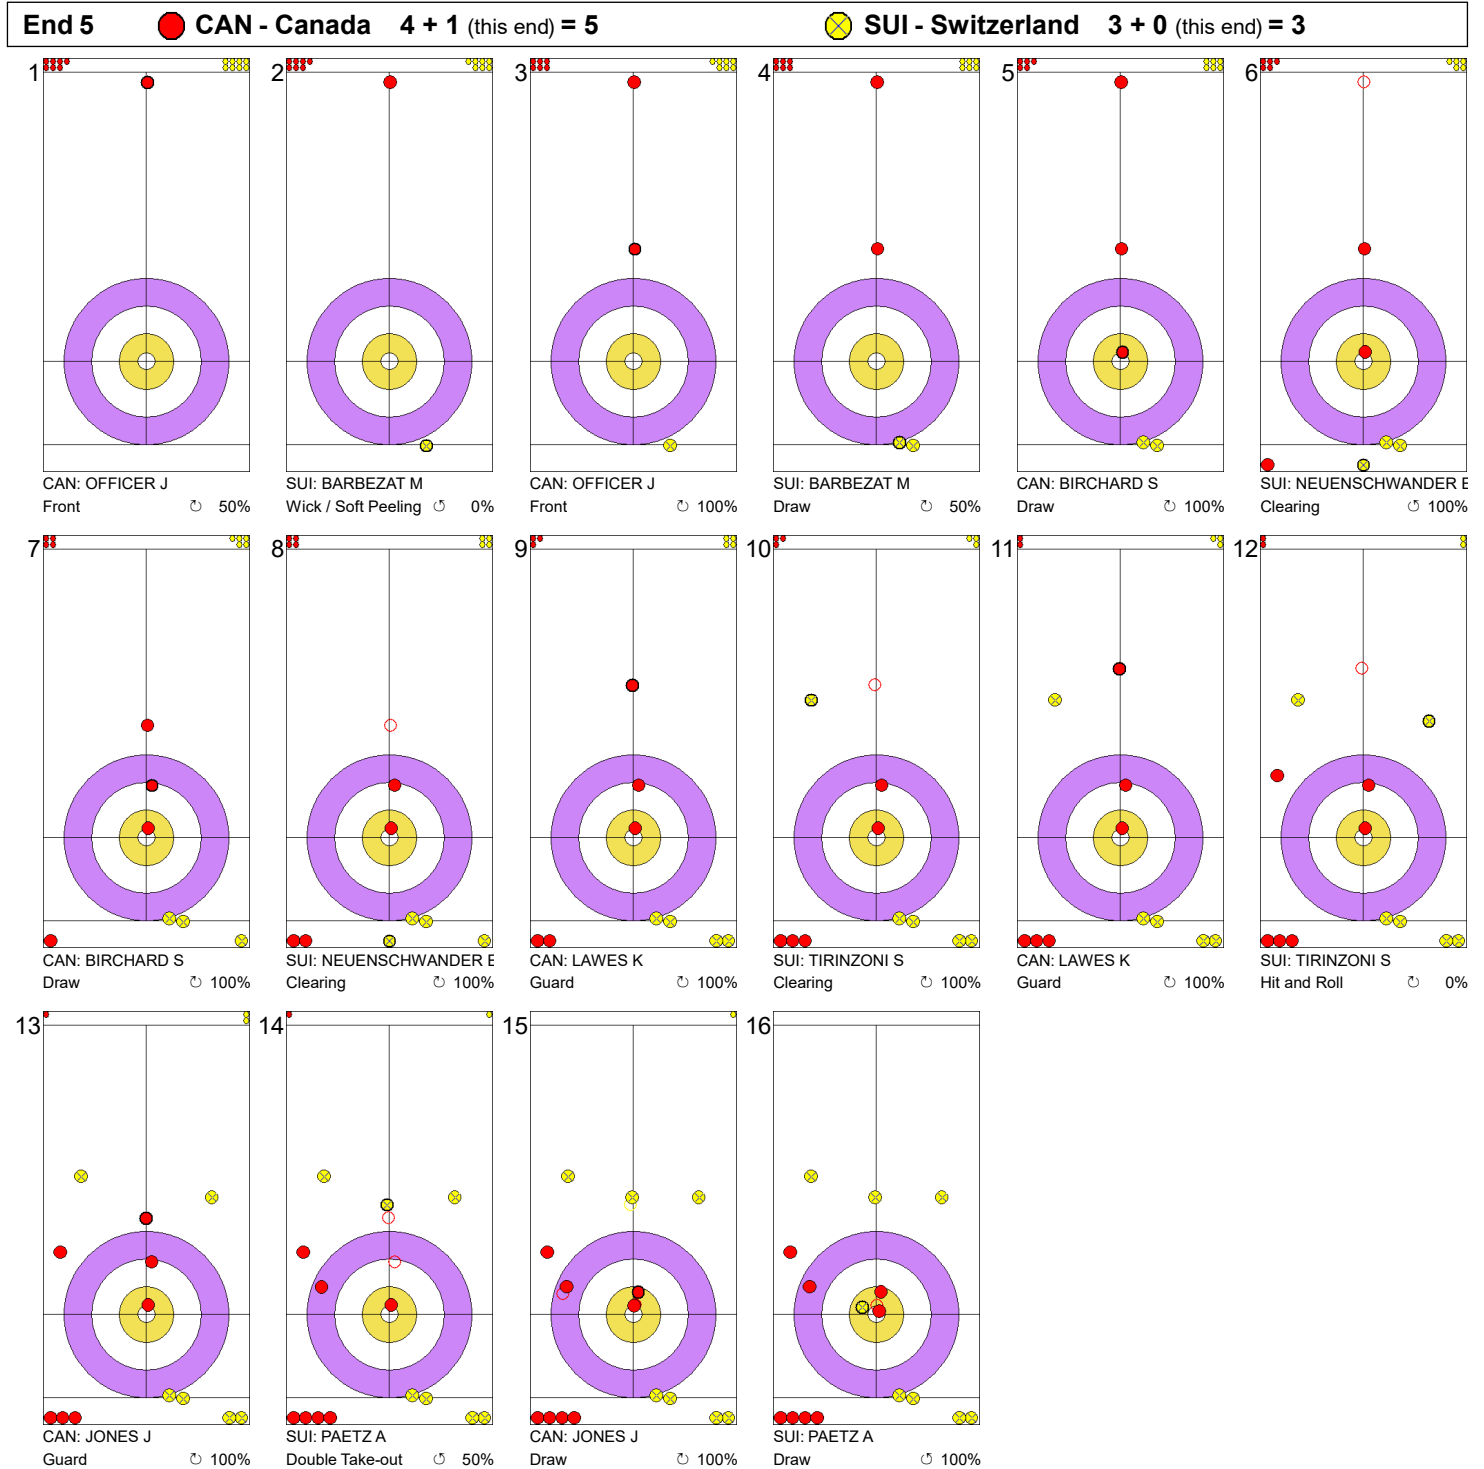 End 5 CAN - Canada 4 + 1 (this end) = 5 SUI - Switzerland 3 + 0 (this end) = 3
1 2 3 4 5 6
CAN: OFFICER J SUI: BARBEZAT M CAN: OFFICER J SUI: BARBEZAT M CAN: BIRCHARD S SUI: NEUENSCHWANDER E
Front ↻ 50% Wick / Soft Peeling ↺ 0% Front ↻ 100% Draw ↺ 50% Draw ↻ 100% Clearing ↺ 100%
7 8 9 10 11 12
CAN: BIRCHARD S SUI: NEUENSCHWANDER E CAN: LAWES K SUI: TIRINZONI S CAN: LAWES K SUI: TIRINZONI S
Draw ↻ 100% Clearing ↻ 100% Guard ↻ 100% Clearing ↻ 100% Guard ↻ 100% Hit and Roll ↻ 0%
13 14 15 16
CAN: JONES J SUI: PAETZ A CAN: JONES J SUI: PAETZ A
Guard ↻ 100% Double Take-out ↺ 50% Draw ↻ 100% Draw ↻ 100%